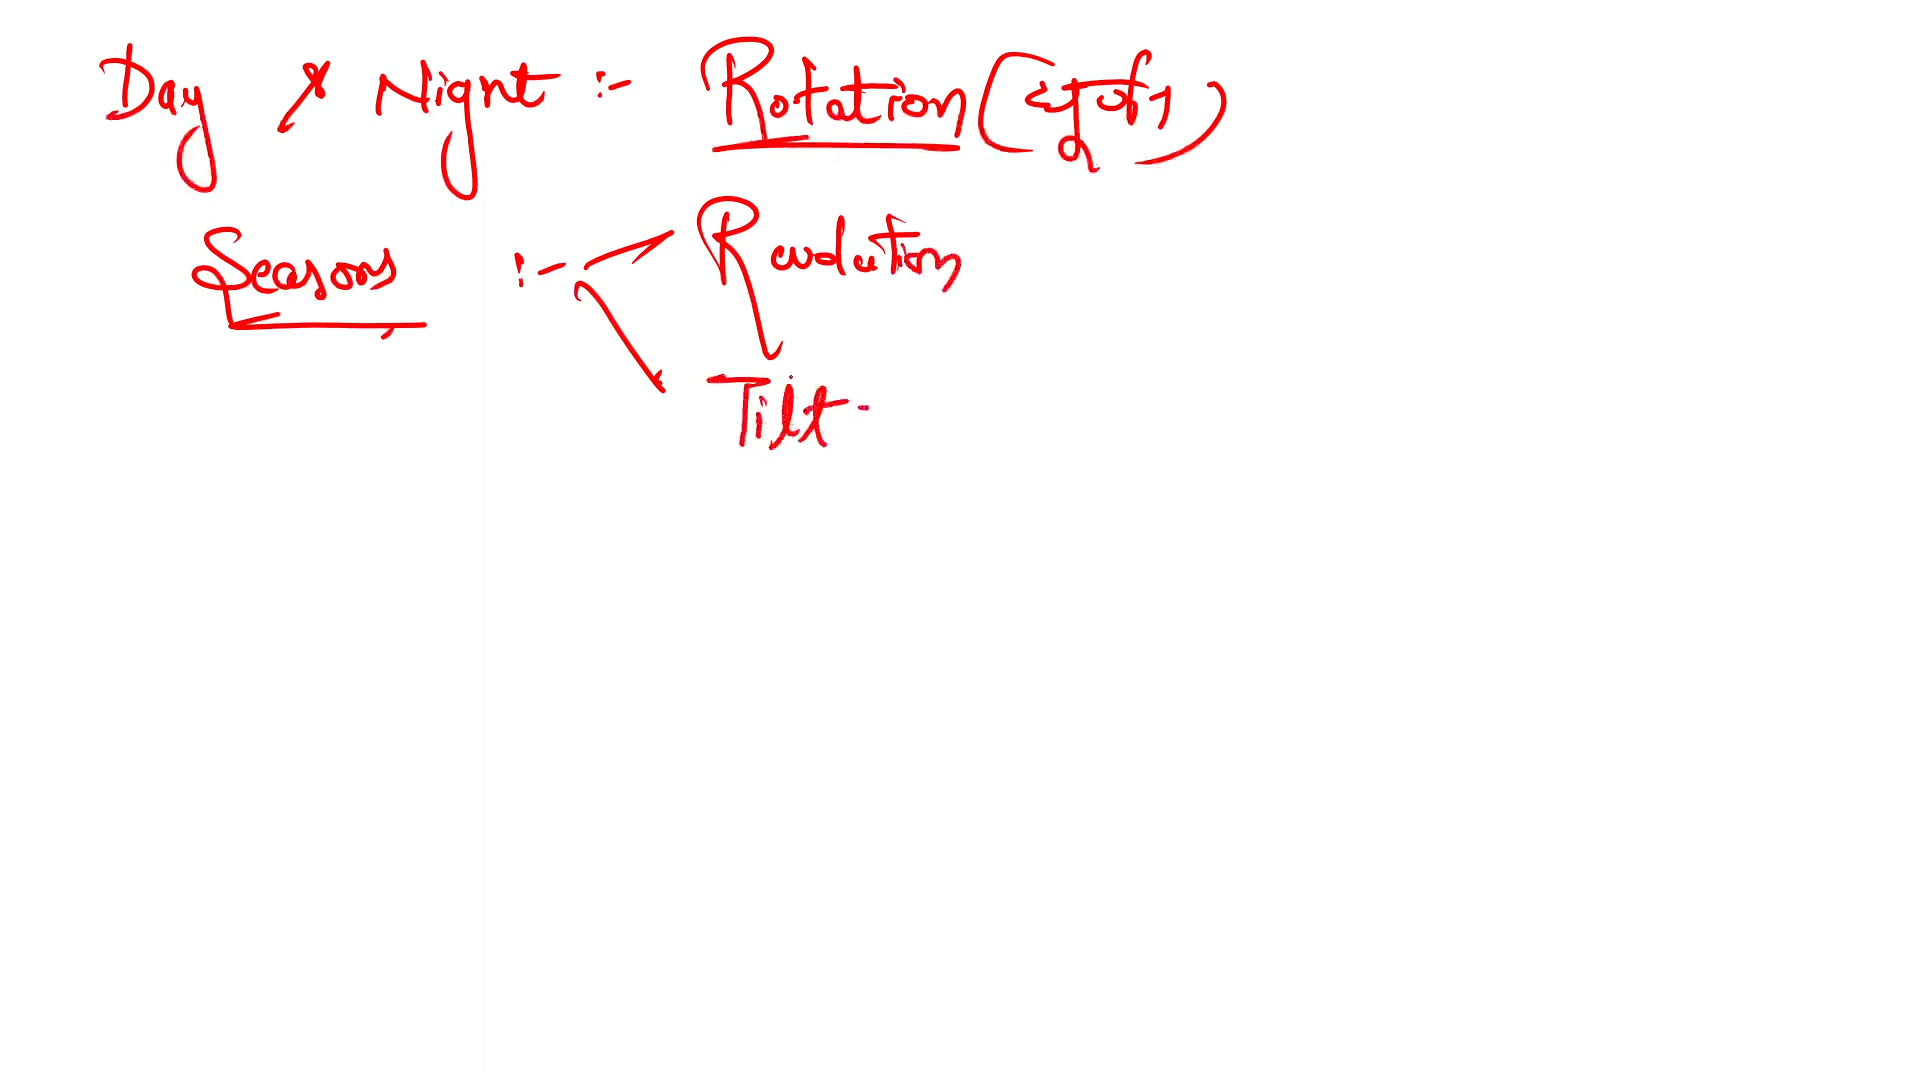 Day & Night :- Rotation (घूर्णन)
Seasons :- Revolution
Tilt